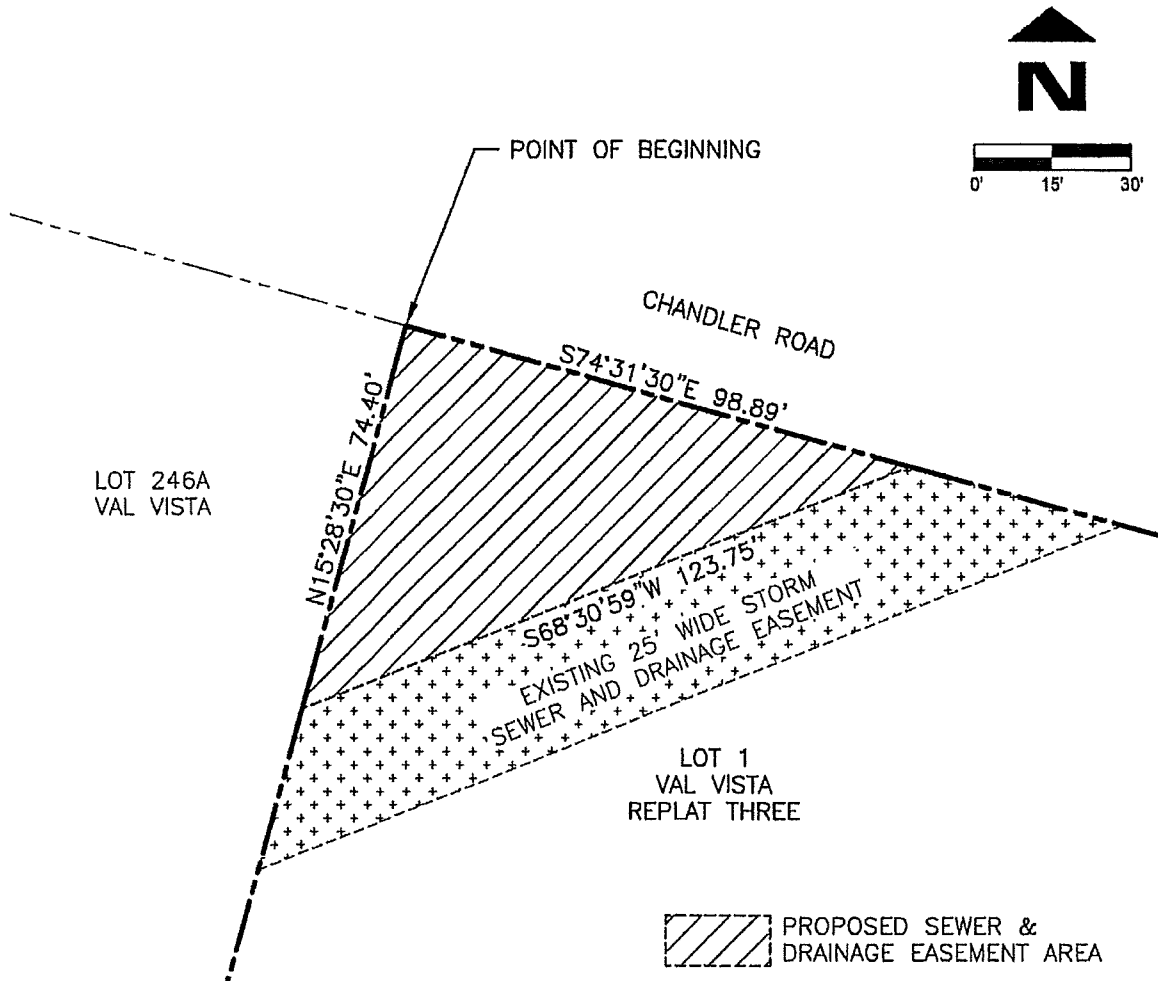 N
0' 15' 30'
POINT OF BEGINNING
CHANDLER ROAD
S74°31'30"E 98.89'
N15°28'30"E 74.40'
LOT 246A
VAL VISTA
S68°30'59"W 123.75'
EXISTING 25' WIDE STORM
SEWER AND DRAINAGE EASEMENT
LOT 1
VAL VISTA
REPLAT THREE
PROPOSED SEWER &
DRAINAGE EASEMENT AREA